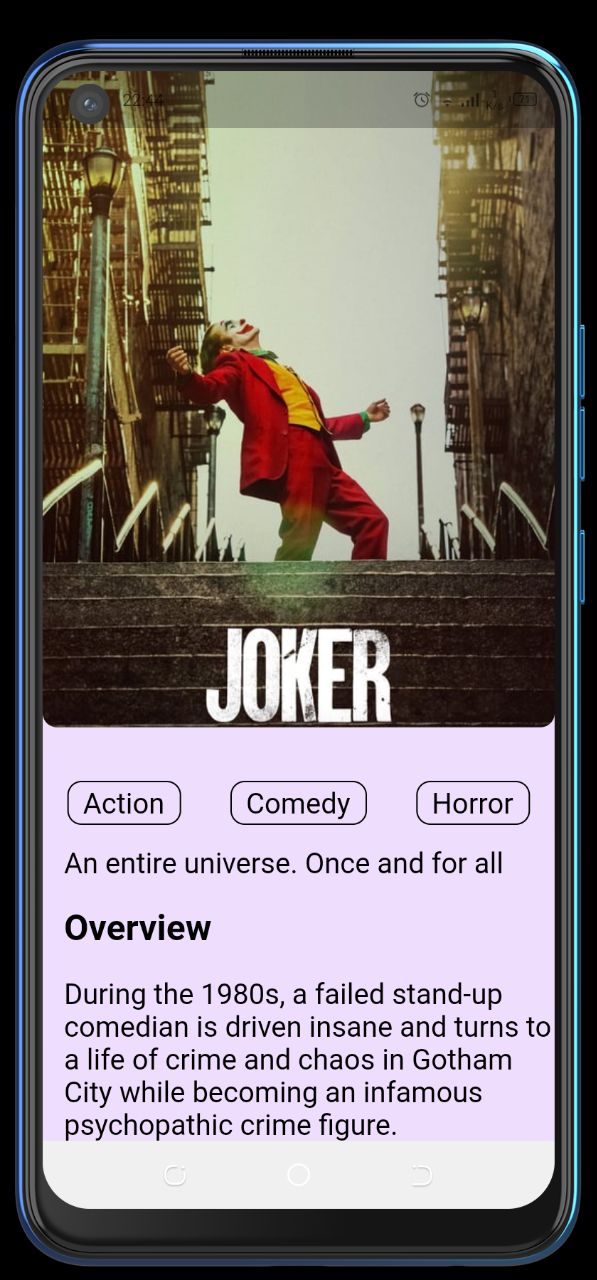 22:44
71
JOKER
Action Comedy Horror
An entire universe. Once and for all
Overview
During the 1980s, a failed stand-up
comedian is driven insane and turns to
a life of crime and chaos in Gotham
City while becoming an infamous
psychopathic crime figure.